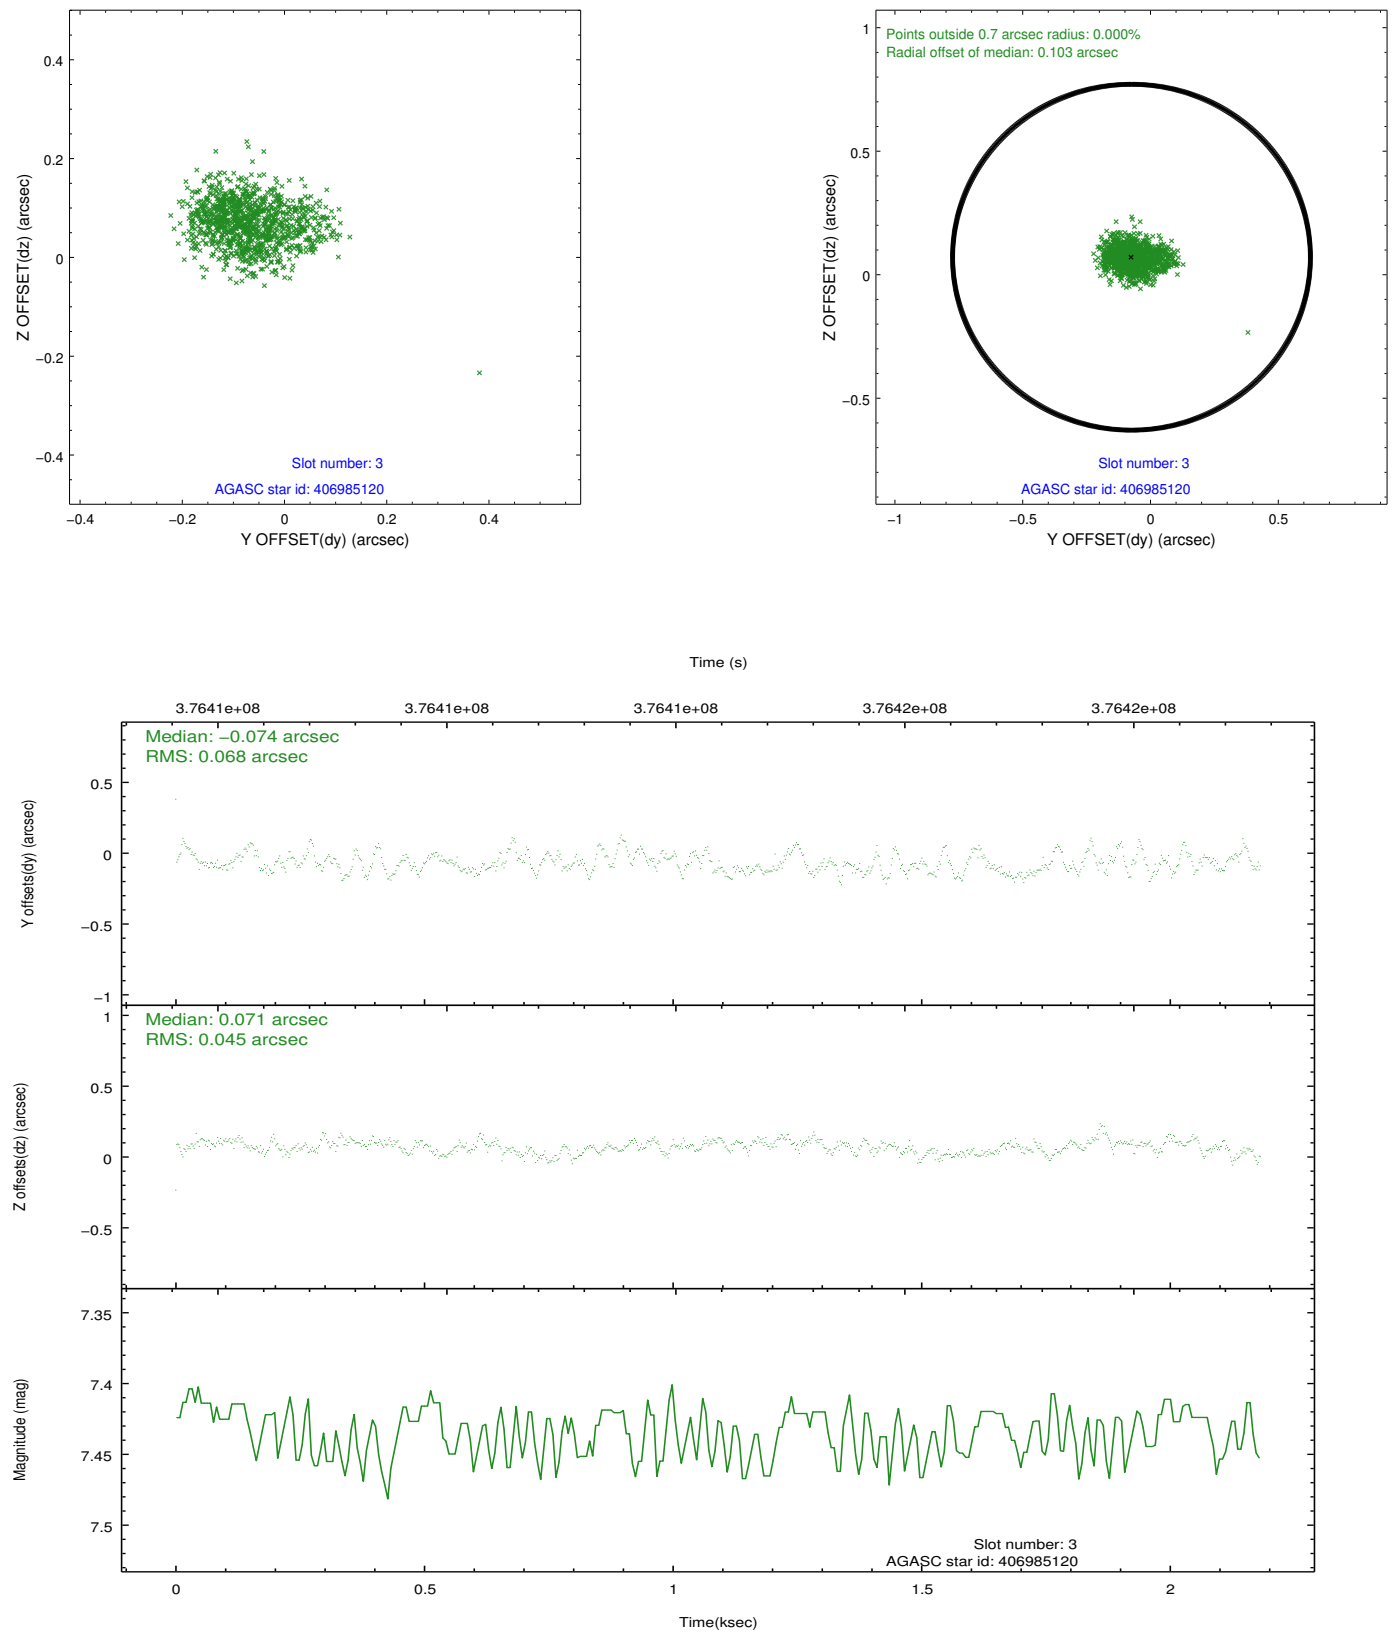 0.4
0.2
0
−0.2
−0.4
Z OFFSET(dz) (arcsec)
Slot number: 3
AGASC star id: 406985120
−0.4
−0.2
0
0.2
0.4
Y OFFSET(dy) (arcsec)
Points outside 0.7 arcsec radius: 0.000%
Radial offset of median: 0.103 arcsec
1
0.5
0
−0.5
Z OFFSET(dz) (arcsec)
Slot number: 3
AGASC star id: 406985120
−1
−0.5
0
0.5
Y OFFSET(dy) (arcsec)
Time (s)
3.7641e+08
3.7641e+08
3.7641e+08
3.7642e+08
3.7642e+08
Median: −0.074 arcsec
RMS: 0.068 arcsec
0.5
0
−0.5
−1
Y offsets(dy) (arcsec)
Median: 0.071 arcsec
RMS: 0.045 arcsec
1
0.5
0
−0.5
Z offsets(dz) (arcsec)
7.35
7.4
7.45
7.5
Magnitude (mag)
Slot number: 3
AGASC star id: 406985120
0
0.5
1
1.5
2
Time(ksec)